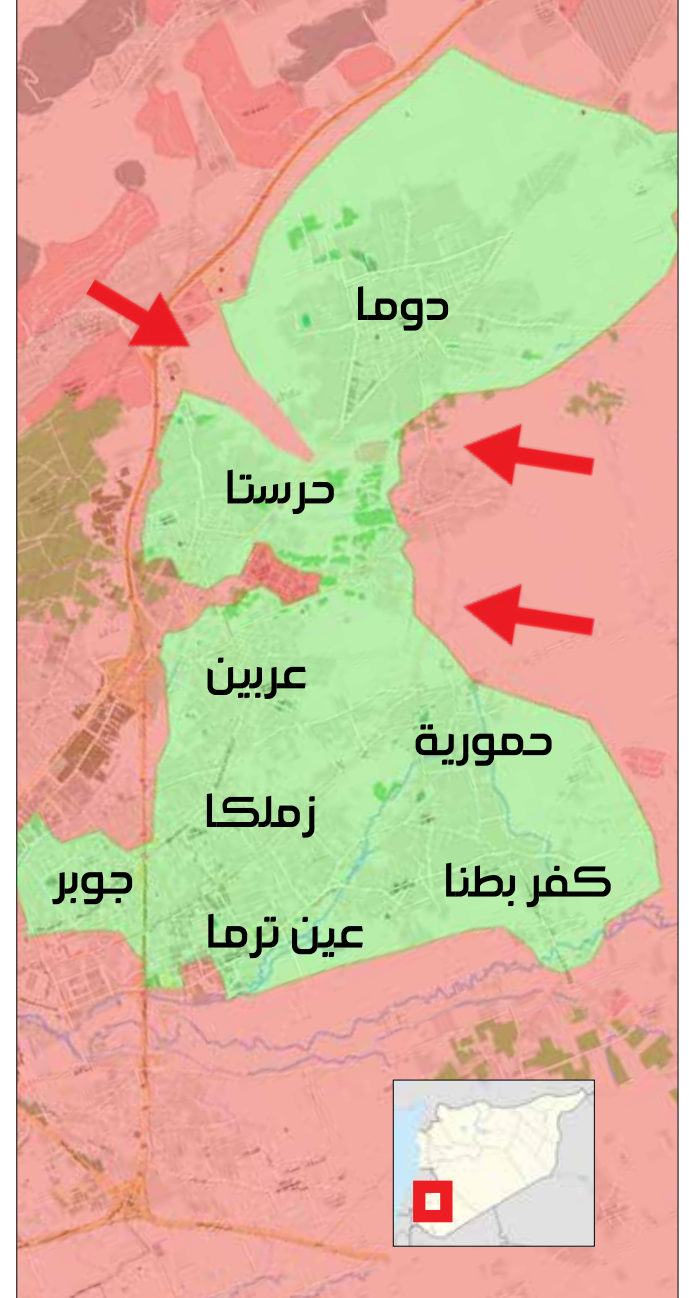 دوما
حرستا
عربين
حمورية
زملكا
جوبر
كفر بطنا
عين ترما